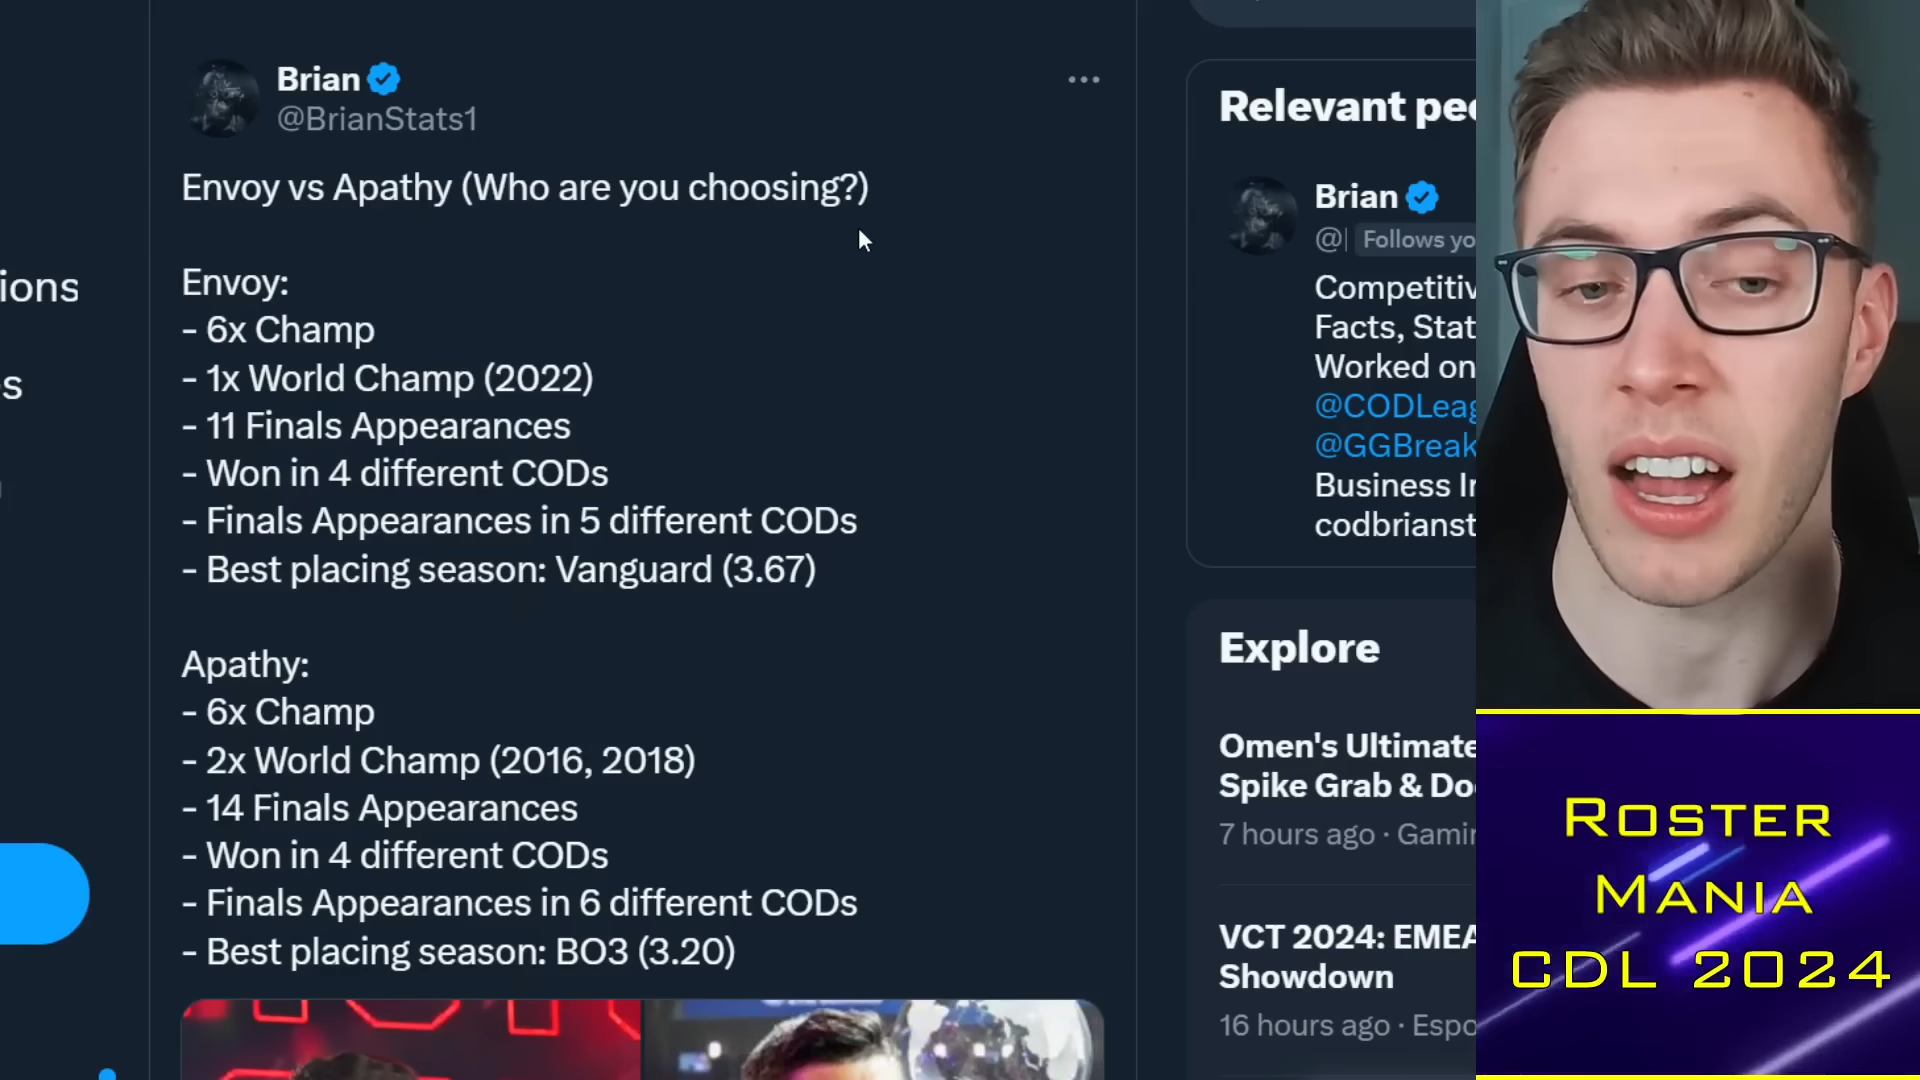 Brian
@BrianStats1
Envoy vs Apathy (Who are you choosing?)
Envoy:
- 6x Champ
- 1x World Champ (2022)
- 11 Finals Appearances
- Won in 4 different CODs
- Finals Appearances in 5 different CODs
- Best placing season: Vanguard (3.67)
Apathy:
- 6x Champ
- 2x World Champ (2016, 2018)
- 14 Finals Appearances
- Won in 4 different CODs
- Finals Appearances in 6 different CODs
- Best placing season: BO3 (3.20)
ions
s
Relevant peo
Brian
@| Follows yo
Competitiv
Facts, Stat
Worked on
@CODLeag
@GGBreak
Business In
codbrianst
Explore
Omen's Ultimate
Spike Grab & Do
7 hours ago · Gamin
VCT 2024: EMEA
Showdown
16 hours ago · Espo
ROSTER
MANIA
CDL 2024